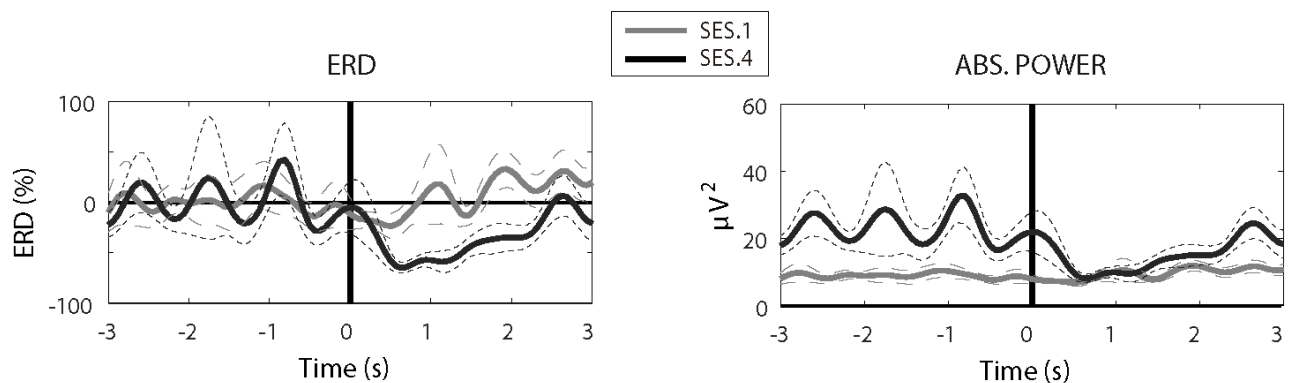 SES.1
SES.4
ERD
ABS. POWER
100
0
-100
ERD (%)
-3 -2 -1 0 1 2 3
Time (s)
60
40
20
0
μV²
-3 -2 -1 0 1 2 3
Time (s)